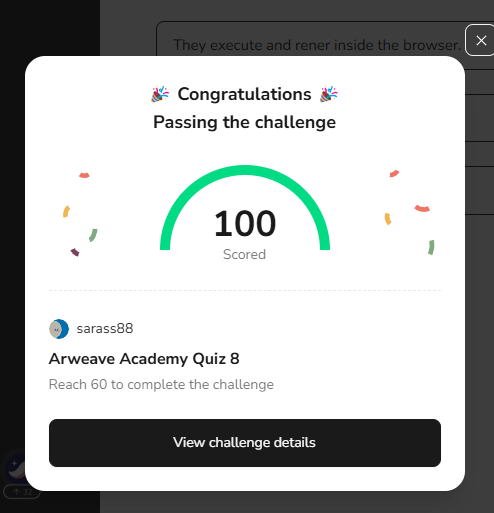 They execute and rener inside the browser.
Congratulations
Passing the challenge
100
Scored
sarass88
Arweave Academy Quiz 8
Reach 60 to complete the challenge
View challenge details